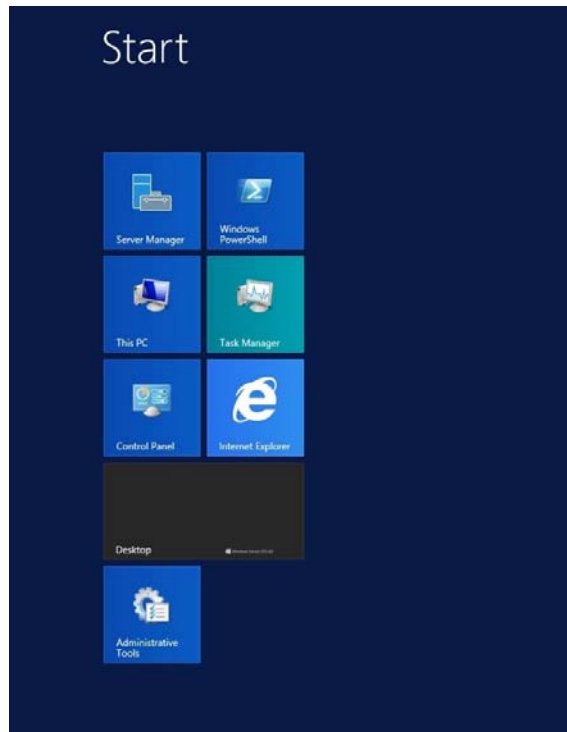 Start
Server Manager
Windows
PowerShell
This PC
Task Manager
Control Panel
Internet Explorer
Desktop
Administrative
Tools